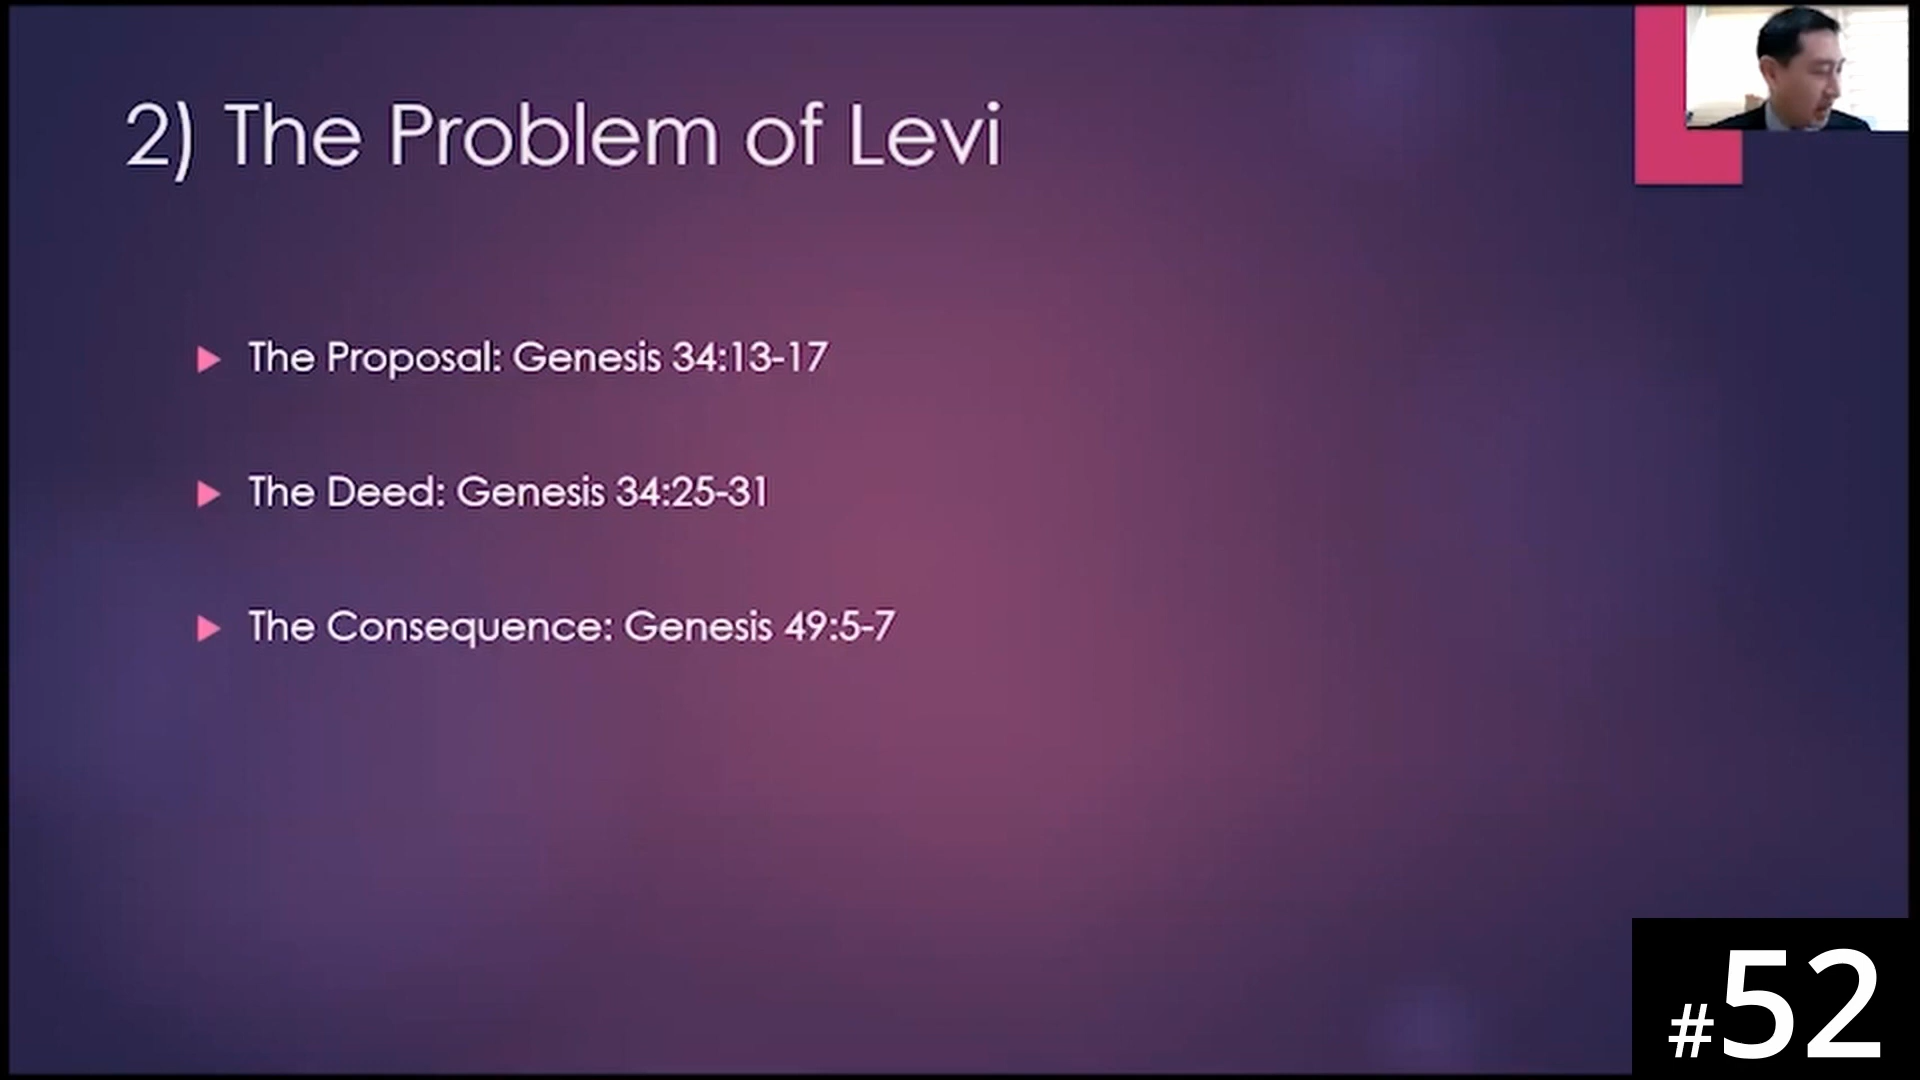 2) The Problem of Levi
The Proposal: Genesis 34:13-17
The Deed: Genesis 34:25-31
The Consequence: Genesis 49:5-7
#52